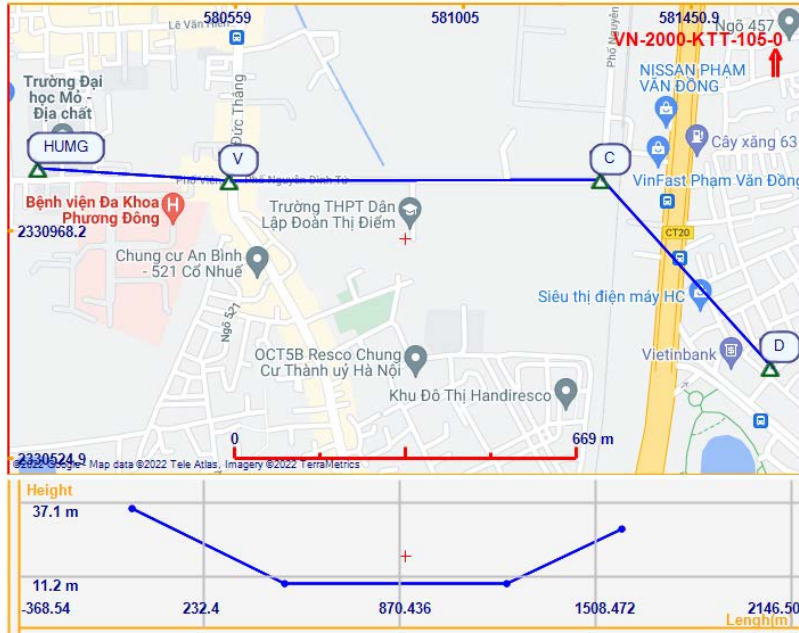 580559
581005
581450.9
Lê Văn Hiến
Ngõ 457
VN-2000-KTT-105-0
Phố Nguyễn
Đức Thắng
Trường Đại
học Mỏ -
Địa chất
NISSAN PHẠM
VĂN ĐỒNG
HUMG
V
C
Cây xăng 63
Phố Viên
Phố Nguyễn Đình Tứ
VinFast Phạm Văn Đồng
Bệnh viện Đa Khoa
Phương Đông
Trường THPT Dân
Lập Đoàn Thị Điểm
2330968.2
CT20
Chung cư An Bình
- 521 Cổ Nhuế
Siêu thị điện máy HC
Ngõ 521
D
Vietinbank
OCT5B Resco Chung
Cư Thành uỷ Hà Nội
Khu Đô Thị Handiresco
0
669 m
2330524.9
©2022 Google - Map data ©2022 Tele Atlas, Imagery ©2022 TerraMetrics
Height
37.1 m
11.2 m
-368.54
232.4
870.436
1508.472
2146.50
Lengh(m)